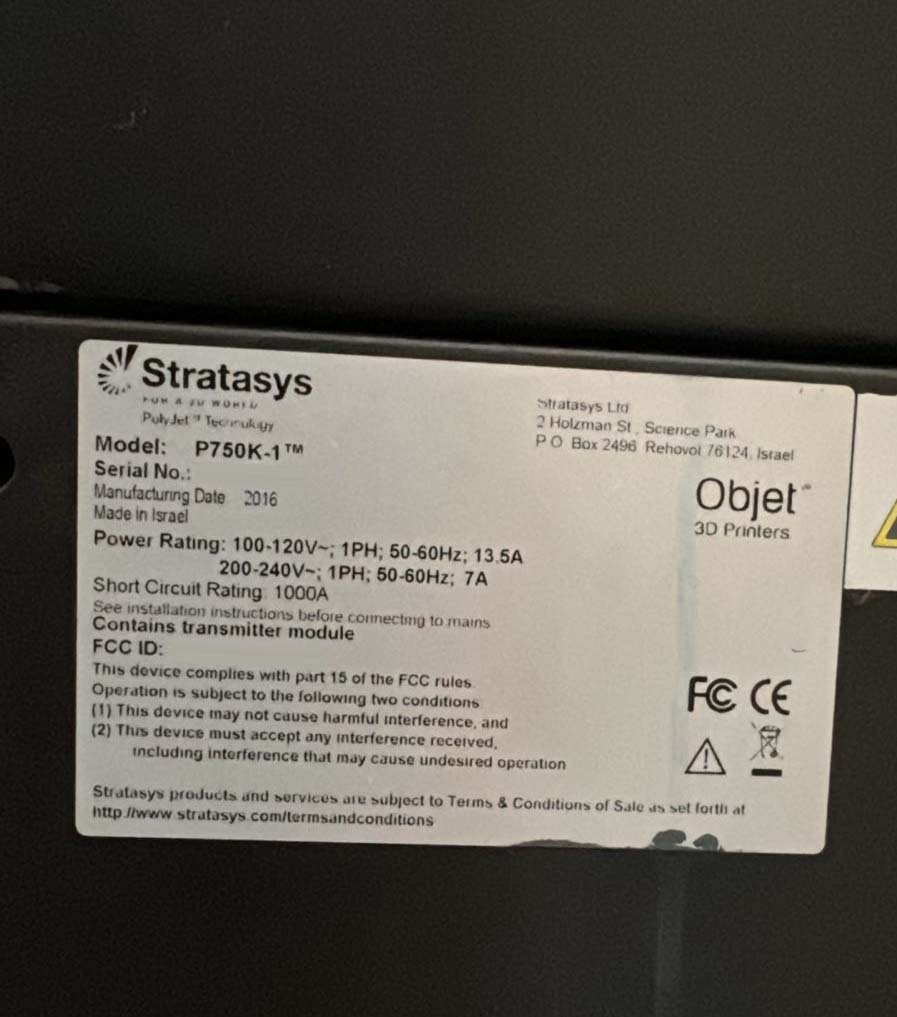 Stratasys
FOR A 3D WORLD
PolyJet™ Technology
Model: P750K-1™
Serial No.:
Manufacturing Date 2016
Made in Israel
Power Rating: 100-120V~; 1PH; 50-60Hz; 13.5A
200-240V~; 1PH; 50-60Hz; 7A
Short Circuit Rating: 1000A
See installation instructions before connecting to mains
Contains transmitter module
FCC ID:
This device complies with part 15 of the FCC rules.
Operation is subject to the following two conditions
(1) This device may not cause harmful interference, and
(2) This device must accept any interference received,
including interference that may cause undesired operation
Stratasys products and services are subject to Terms & Conditions of Sale as set forth at
http://www.stratasys.com/termsandconditions
Stratasys Ltd
2 Holzman St., Science Park
P O Box 2496 Rehovot 76124, Israel
Objet™
3D Printers
FC CE